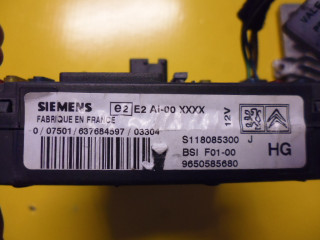 SIEMENS e2 E2 Ai-00 XXXX
FABRIQUE EN FRANCE
12V
0 / 07501 / 637684697 / 03304
S118085300 J
BSI F01-00 HG
9650585680